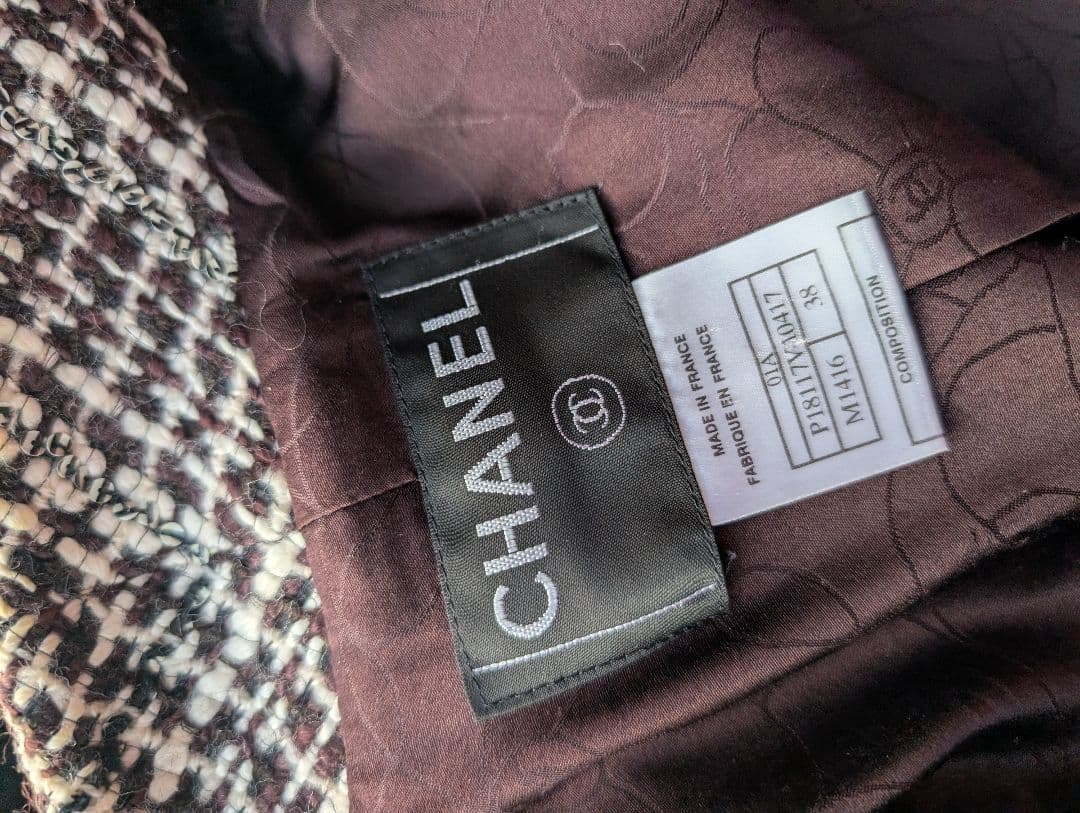 CHANEL
MADE IN FRANCE
FABRIQUE EN FRANCE
01A
P18117V10417
M1416 38
COMPOSITION